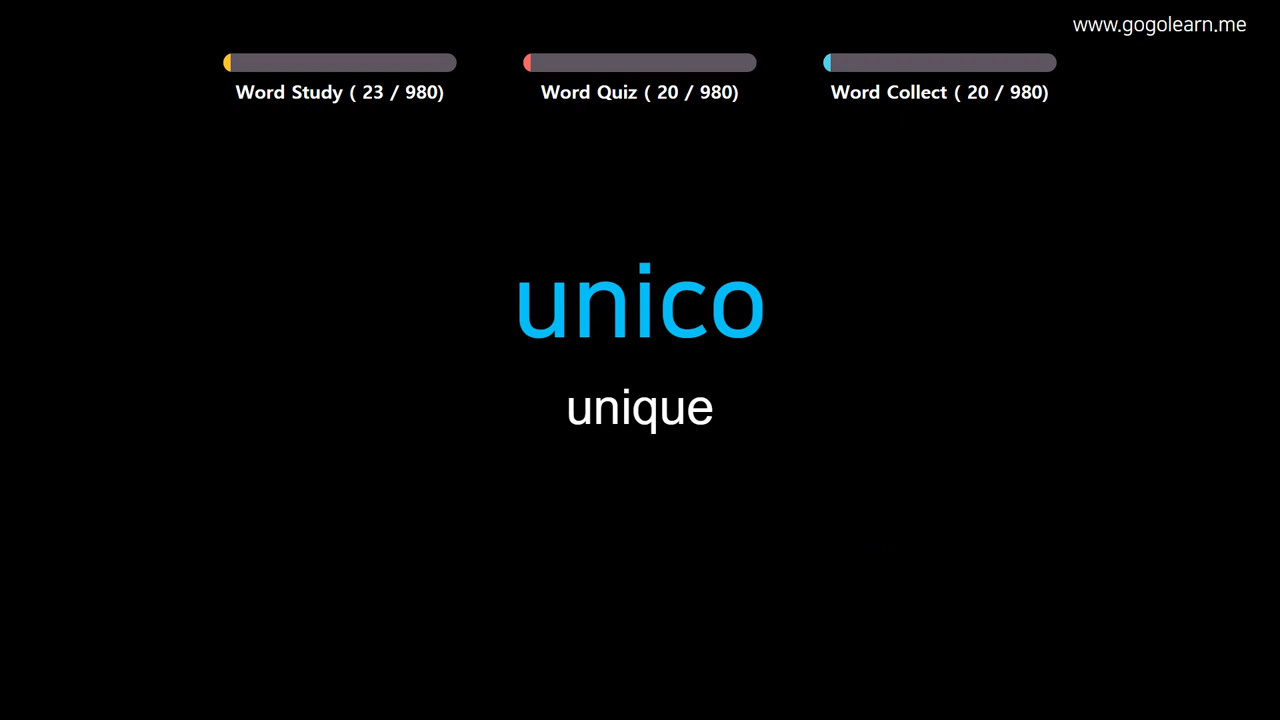 www.gogolearn.me
Word Study ( 23 / 980)
Word Quiz ( 20 / 980)
Word Collect ( 20 / 980)
unico
unique